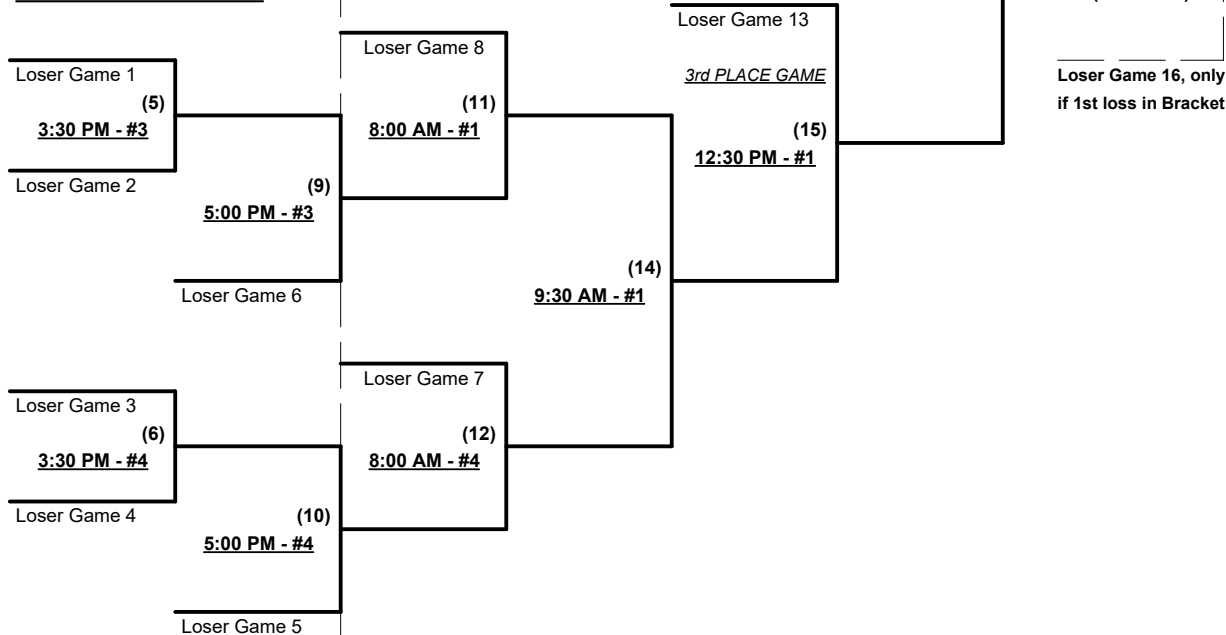 Loser Game 13
Loser Game 8
Loser Game 1
3rd PLACE GAME
Loser Game 16, only
if 1st loss in Bracket
(5)
3:30 PM - #3
(11)
8:00 AM - #1
(15)
12:30 PM - #1
Loser Game 2
(9)
5:00 PM - #3
(14)
9:30 AM - #1
Loser Game 6
Loser Game 7
Loser Game 3
(6)
3:30 PM - #4
(12)
8:00 AM - #4
Loser Game 4
(10)
5:00 PM - #4
Loser Game 5